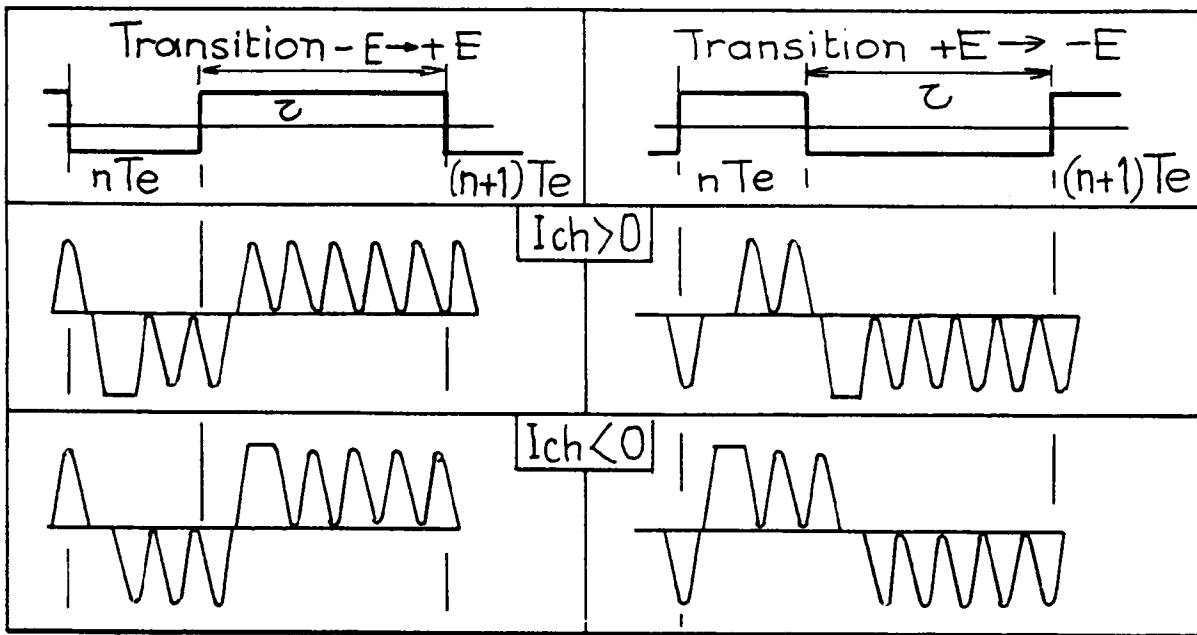 Transition -E→+E
τ
nTe
(n+1)Te
Transition +E→ -E
τ
nTe
(n+1)Te
Ich>0
Ich<0